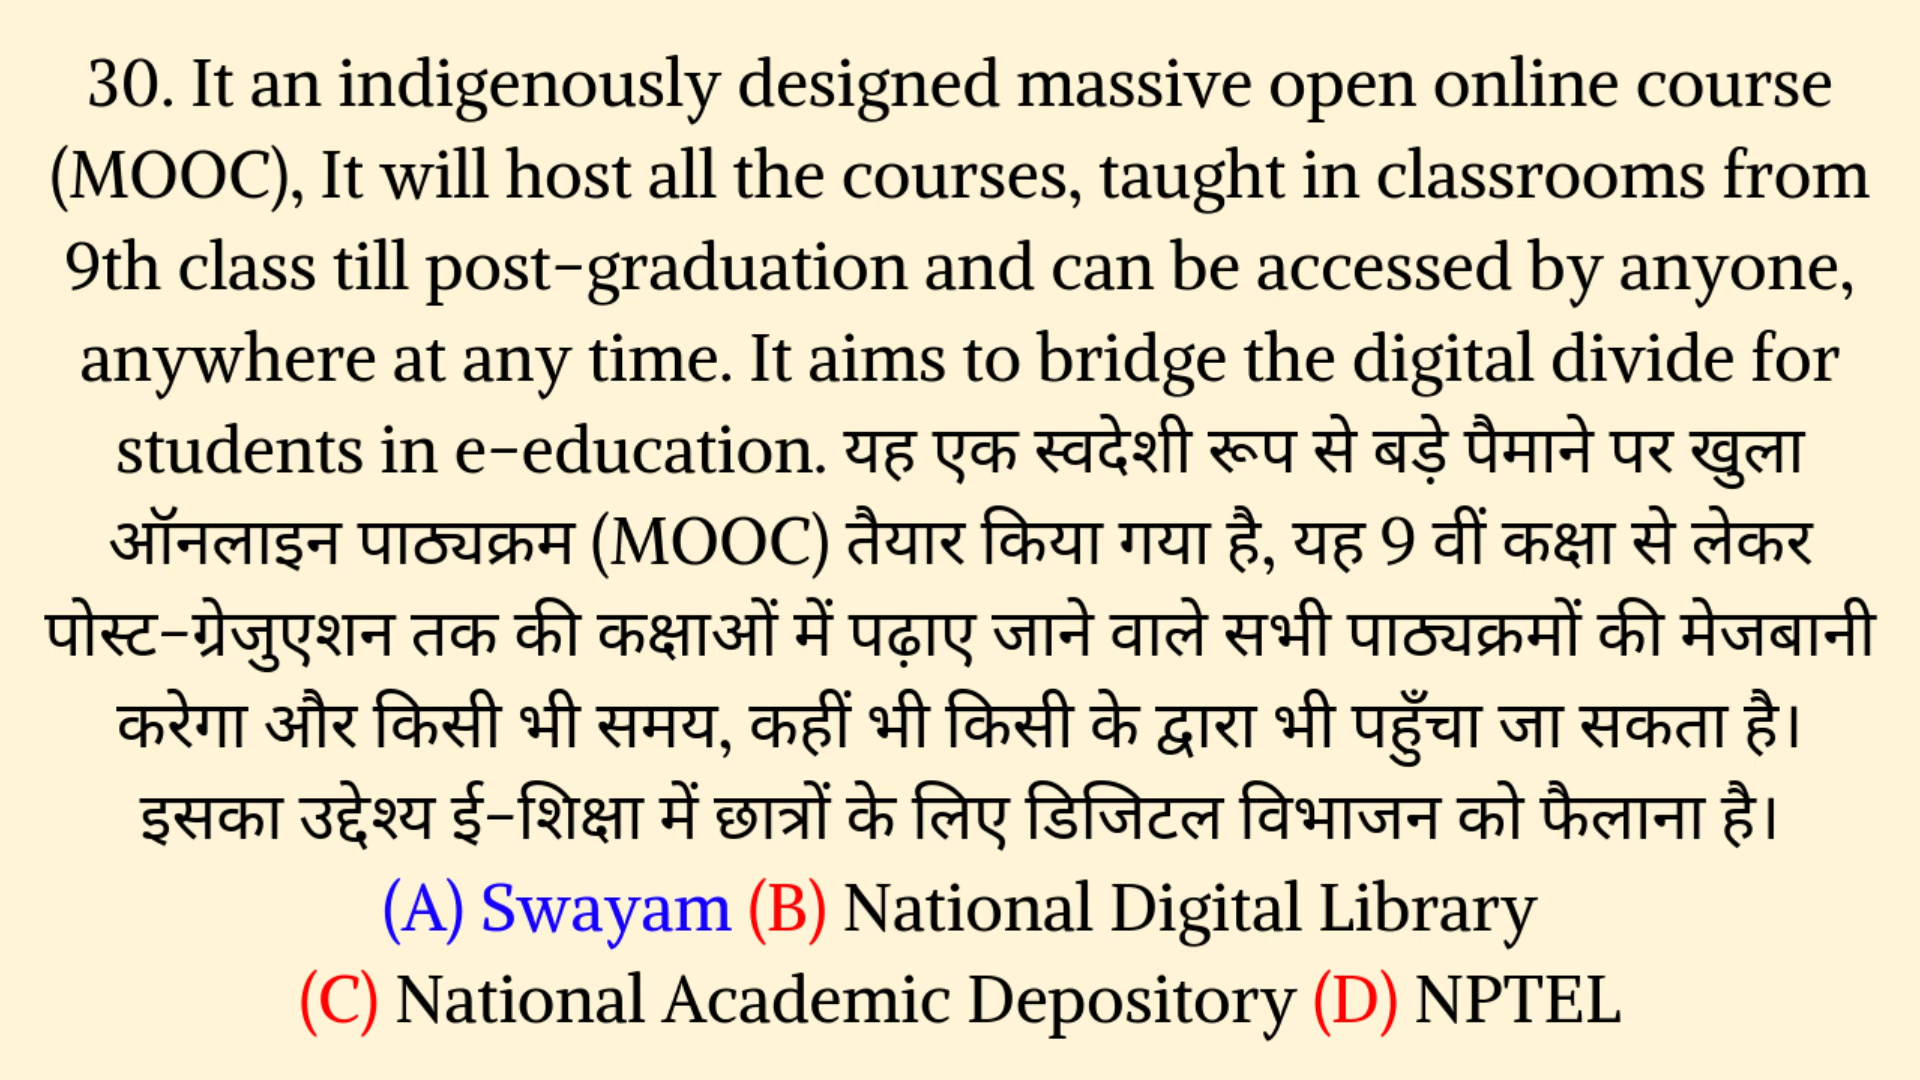 30. It an indigenously designed massive open online course
(MOOC), It will host all the courses, taught in classrooms from
9th class till post-graduation and can be accessed by anyone,
anywhere at any time. It aims to bridge the digital divide for
students in e-education. यह एक स्वदेशी रूप से बड़े पैमाने पर खुला
ऑनलाइन पाठ्यक्रम (MOOC) तैयार किया गया है, यह 9 वीं कक्षा से लेकर
पोस्ट-ग्रेजुएशन तक की कक्षाओं में पढ़ाए जाने वाले सभी पाठ्यक्रमों की मेजबानी
करेगा और किसी भी समय, कहीं भी किसी के द्वारा भी पहुँचा जा सकता है।
इसका उद्देश्य ई-शिक्षा में छात्रों के लिए डिजिटल विभाजन को फैलाना है।
(A) Swayam (B) National Digital Library
(C) National Academic Depository (D) NPTEL